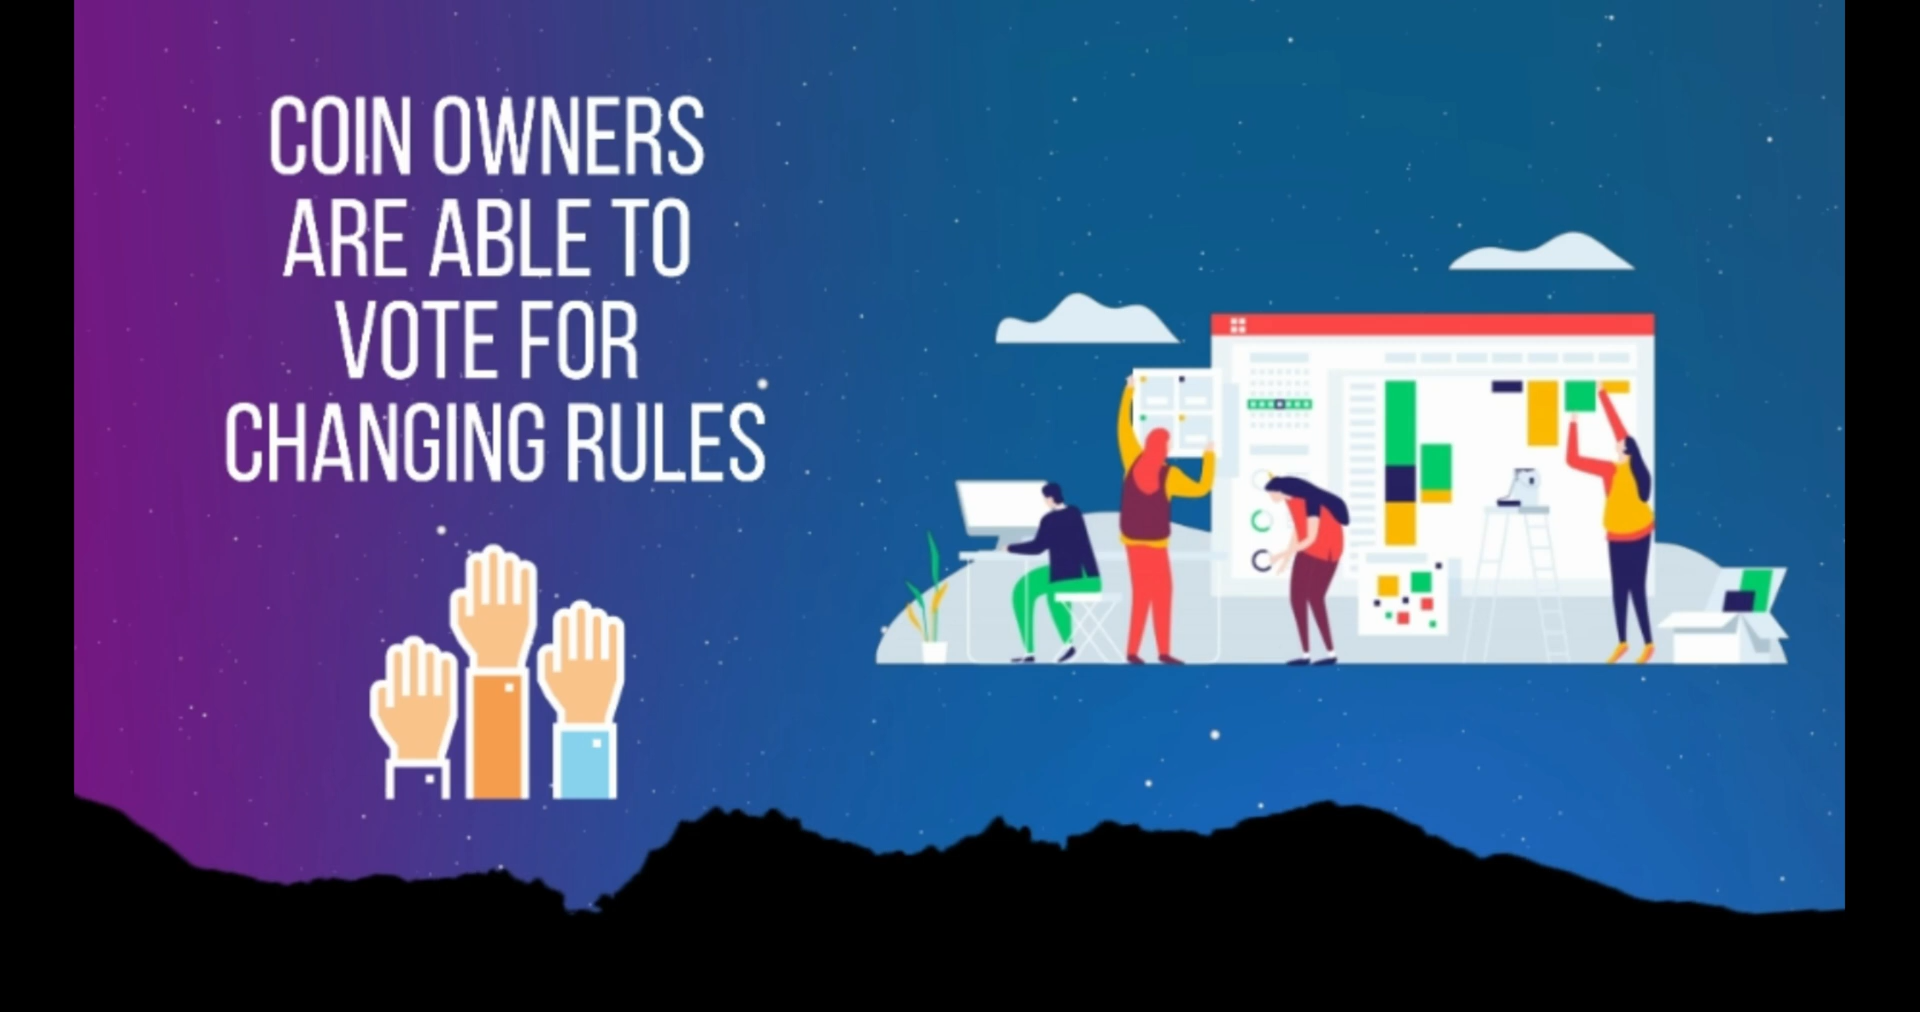 COIN OWNERS
ARE ABLE TO
VOTE FOR
CHANGING RULES